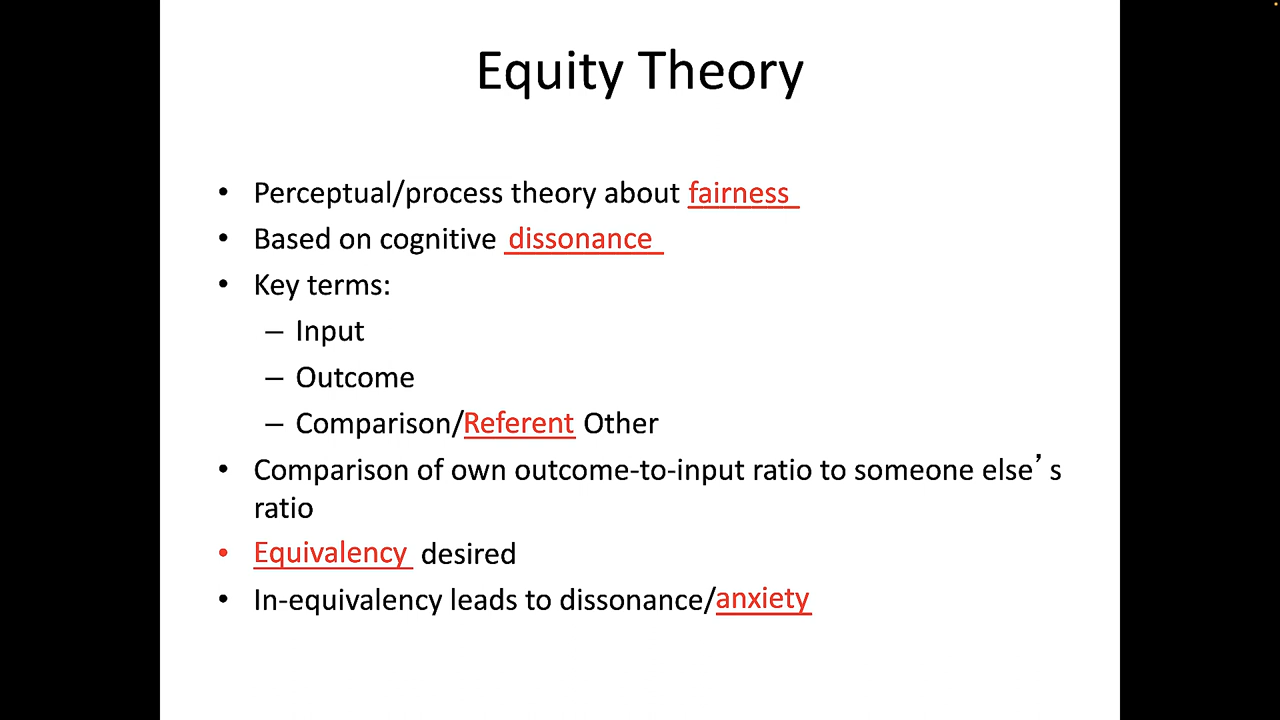 Equity Theory
• Perceptual/process theory about fairness
• Based on cognitive dissonance
• Key terms:
– Input
– Outcome
– Comparison/Referent Other
• Comparison of own outcome-to-input ratio to someone else’s
ratio
• Equivalency desired
• In-equivalency leads to dissonance/anxiety